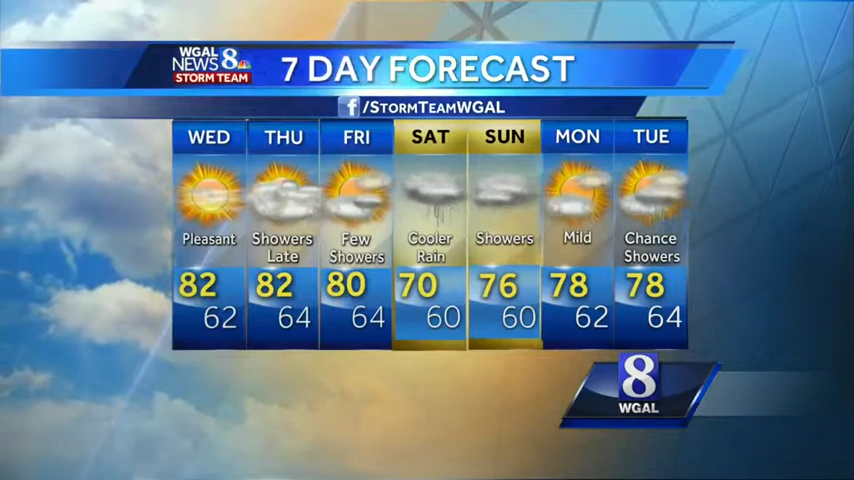 WGAL
NEWS 8
STORM TEAM
7 DAY FORECAST
f/STORMTEAMWGAL
WED THU FRI SAT SUN MON TUE
Pleasant Showers Late Few Showers Cooler Rain Showers Mild Chance Showers
82 82 80 70 76 78 78
62 64 64 60 60 62 64
8
WGAL